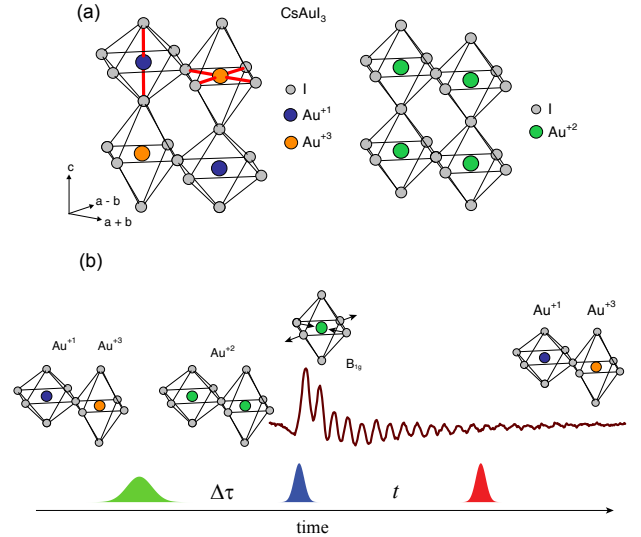 (a)
CsAuI3
I
Au+1
Au+3
I
Au+2
c
a - b
a + b
(b)
Au+1 Au+3
Au+2
B1g
Au+1 Au+3
Δτ
t
time